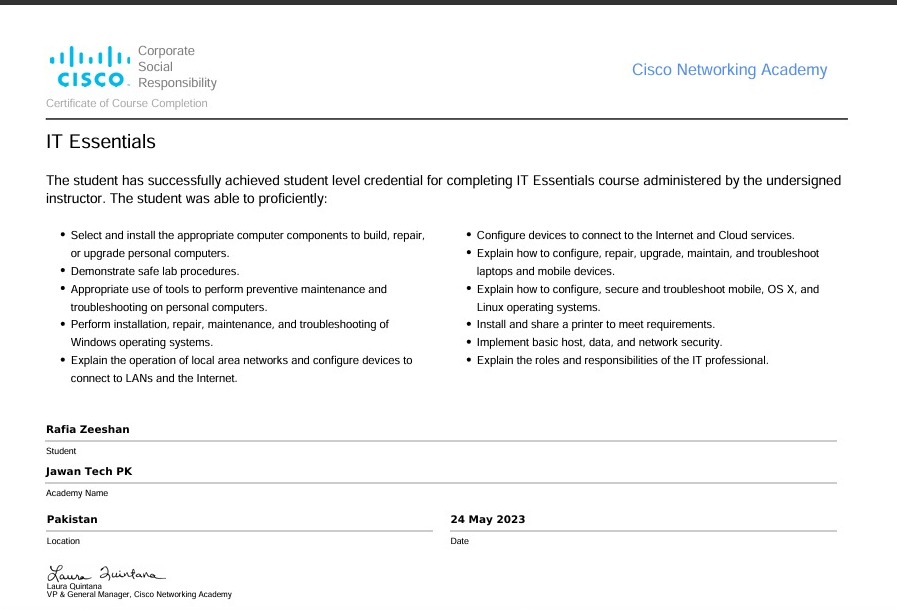 Corporate
Social
CISCO Responsibility
Cisco Networking Academy
Certificate of Course Completion
IT Essentials
The student has successfully achieved student level credential for completing IT Essentials course administered by the undersigned
instructor. The student was able to proficiently:
• Select and install the appropriate computer components to build, repair,
or upgrade personal computers.
• Demonstrate safe lab procedures.
• Appropriate use of tools to perform preventive maintenance and
troubleshooting on personal computers.
• Perform installation, repair, maintenance, and troubleshooting of
Windows operating systems.
• Explain the operation of local area networks and configure devices to
connect to LANs and the Internet.
• Configure devices to connect to the Internet and Cloud services.
• Explain how to configure, repair, upgrade, maintain, and troubleshoot
laptops and mobile devices.
• Explain how to configure, secure and troubleshoot mobile, OS X, and
Linux operating systems.
• Install and share a printer to meet requirements.
• Implement basic host, data, and network security.
• Explain the roles and responsibilities of the IT professional.
Rafia Zeeshan
Student
Jawan Tech PK
Academy Name
Pakistan
Location
24 May 2023
Date
Laura Quintana
Laura Quintana
VP & General Manager, Cisco Networking Academy